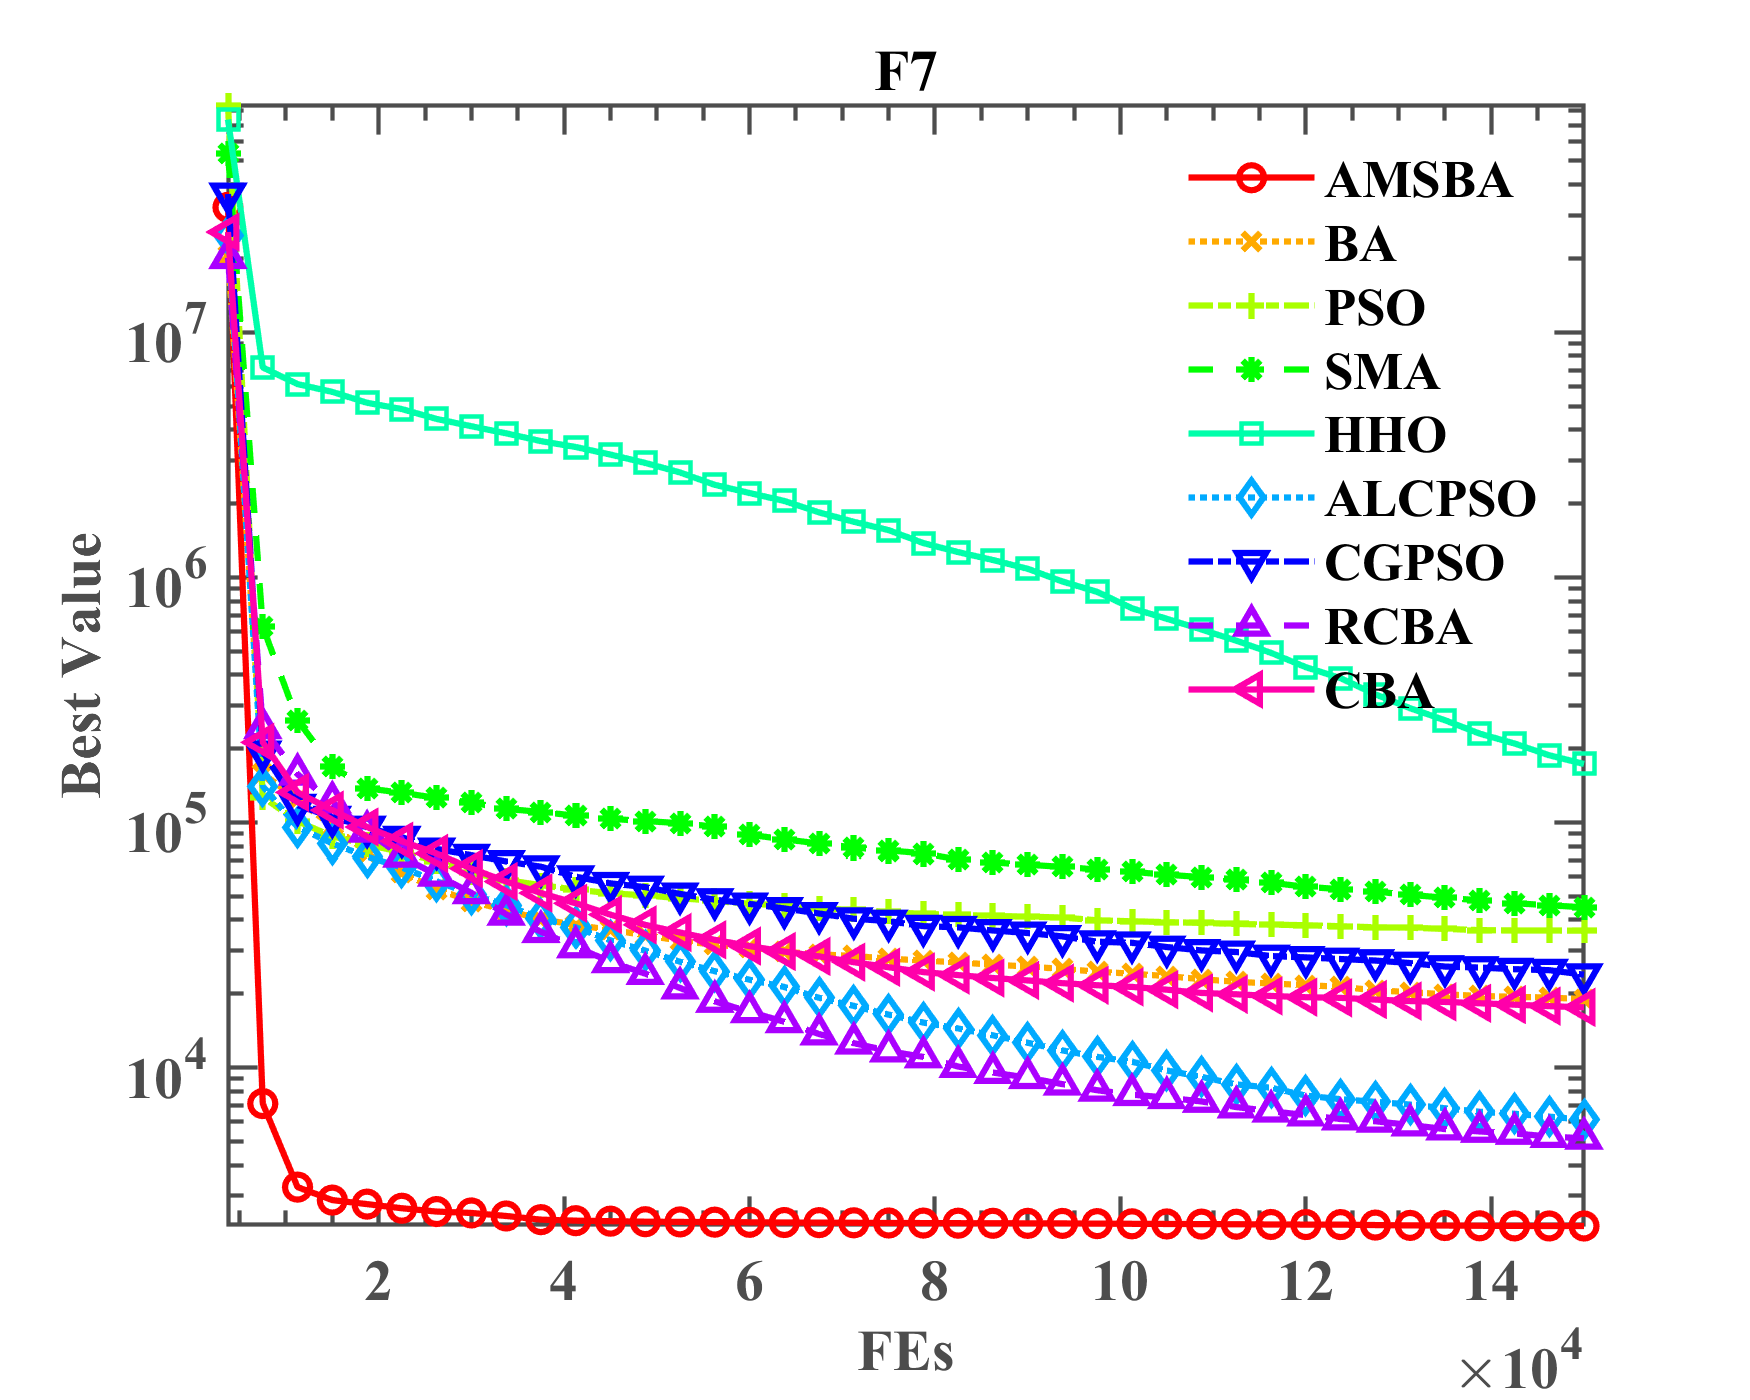 F7
AMSBA
BA
PSO
SMA
HHO
ALCPSO
CGPSO
RCBA
CBA
Best Value
10^7
10^6
10^5
10^4
2 4 6 8 10 12 14
FEs
×10^4